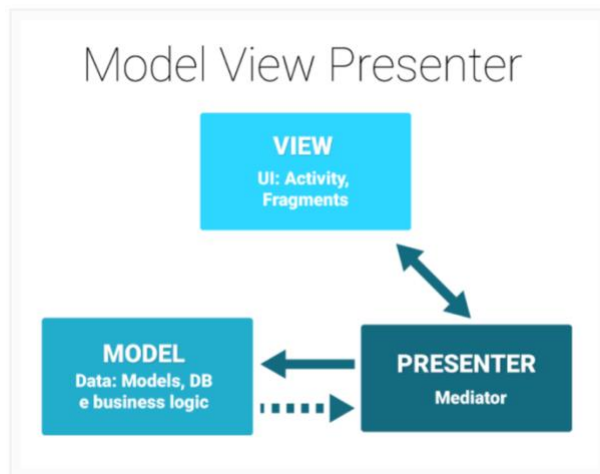 Model View Presenter
VIEW
UI: Activity,
Fragments
MODEL
Data: Models, DB
e business logic
PRESENTER
Mediator